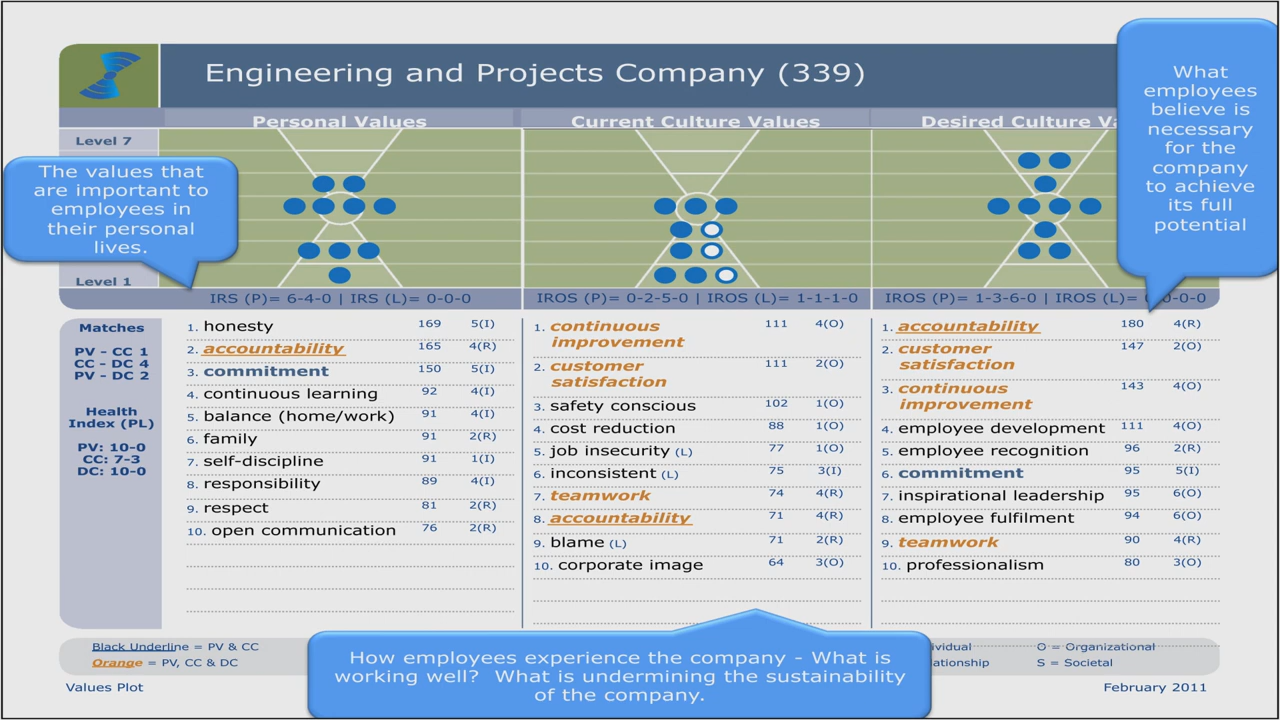 Engineering and Projects Company (339)
What
employees
believe is
necessary
for the
company
to achieve
its full
potential
Personal Values
Current Culture Values
Desired Culture Va
Level 7
The values that
are important to
employees in
their personal
lives.
Level 1
IRS (P)= 6-4-0 | IRS (L)= 0-0-0
IROS (P)= 0-2-5-0 | IROS (L)= 1-1-1-0
IROS (P)= 1-3-6-0 | IROS (L)= 0-0-0-0
Matches
PV - CC 1
CC - DC 4
PV - DC 2
Health
Index (PL)
PV: 10-0
CC: 7-3
DC: 10-0
1. honesty 169 5(I)
2. accountability 165 4(R)
3. commitment 150 5(I)
4. continuous learning 92 4(I)
5. balance (home/work) 91 4(I)
6. family 91 2(R)
7. self-discipline 91 1(I)
8. responsibility 89 4(I)
9. respect 81 2(R)
10. open communication 76 2(R)
1. continuous 111 4(O)
improvement
2. customer 111 2(O)
satisfaction
3. safety conscious 102 1(O)
4. cost reduction 88 1(O)
5. job insecurity (L) 77 1(O)
6. inconsistent (L) 75 3(I)
7. teamwork 74 4(R)
8. accountability 71 4(R)
9. blame (L) 71 2(R)
10. corporate image 64 3(O)
1. accountability 180 4(R)
2. customer 147 2(O)
satisfaction
3. continuous 143 4(O)
improvement
4. employee development 111 4(O)
5. employee recognition 96 2(R)
6. commitment 95 5(I)
7. inspirational leadership 95 6(O)
8. employee fulfilment 94 6(O)
9. teamwork 90 4(R)
10. professionalism 80 3(O)
Black Underline = PV & CC
Orange = PV, CC & DC
How employees experience the company - What is
working well? What is undermining the sustainability
of the company.
ividual O = Organizational
lationship S = Societal
Values Plot
February 2011